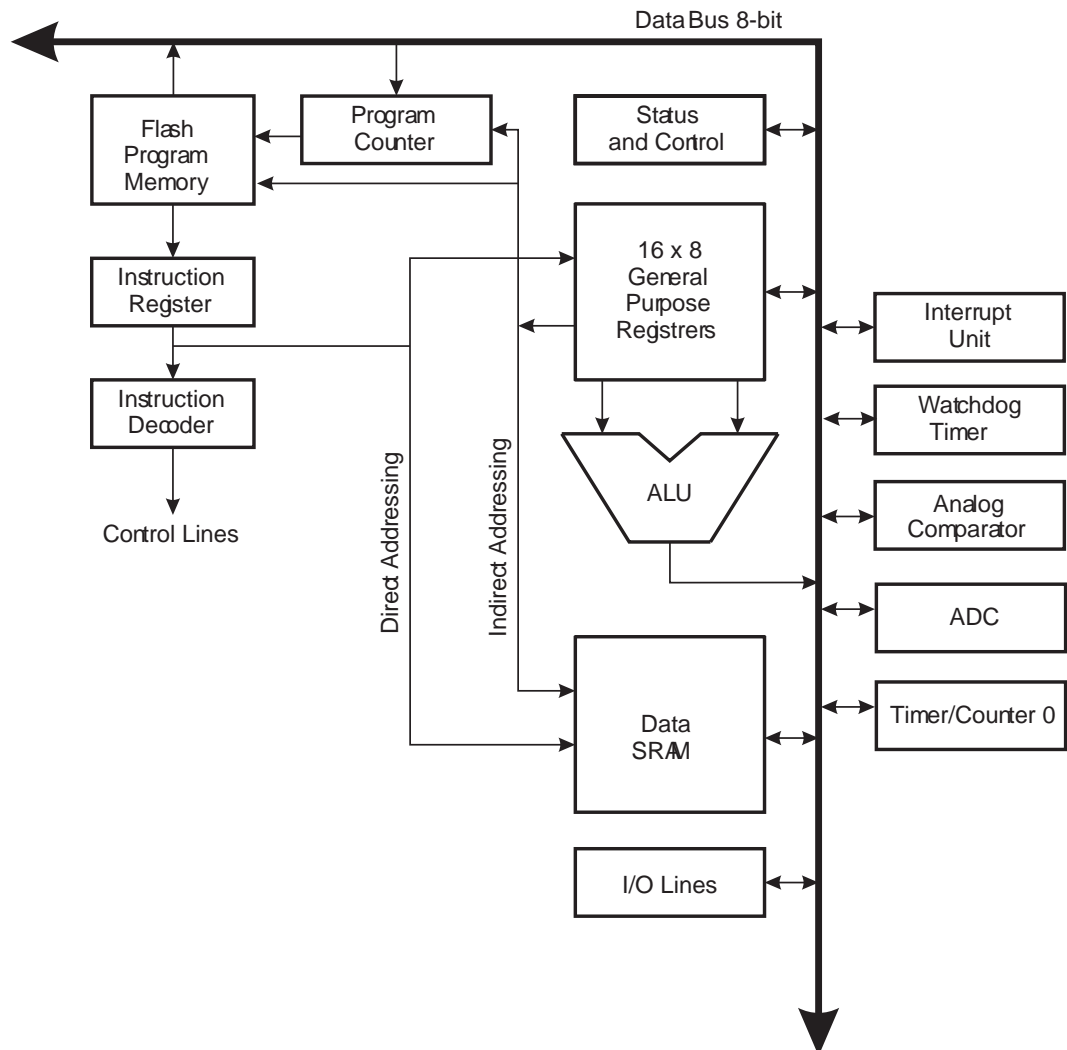 Data Bus 8-bit
Flash
Program
Memory
Program
Counter
Status
and Control
16 x 8
General
Purpose
Registrers
Instruction
Register
Interrupt
Unit
Instruction
Decoder
Watchdog
Timer
ALU
Analog
Comparator
Control Lines
Direct Addressing
Indirect Addressing
ADC
Data
SRAM
Timer/Counter 0
I/O Lines